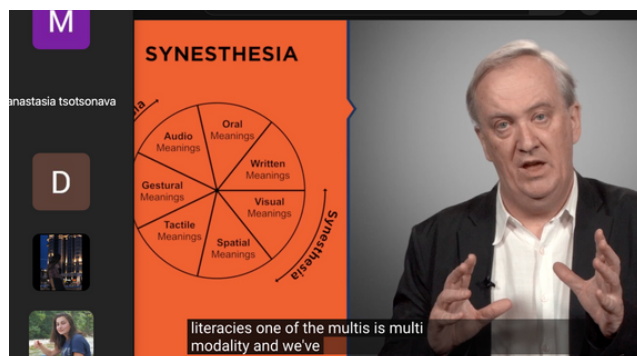 M
anastasia tsotsonava
D
SYNESTHESIA
Oral
Meanings
Audio
Meanings
Written
Meanings
Gestural
Meanings
Visual
Meanings
Tactile
Meanings
Spatial
Meanings
Synesthesia
literacies one of the multis is multi
modality and we've